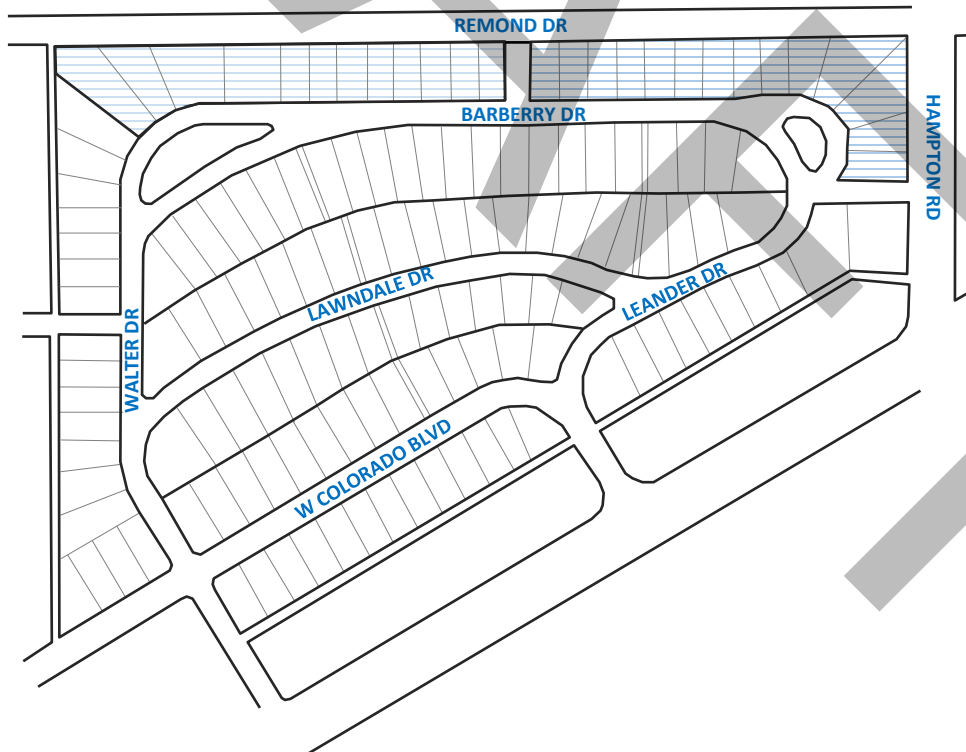 REMOND DR
BARBERRY DR
HAMPTON RD
LAWNDALE DR
LEANDER DR
WALTER DR
W COLORADO BLVD